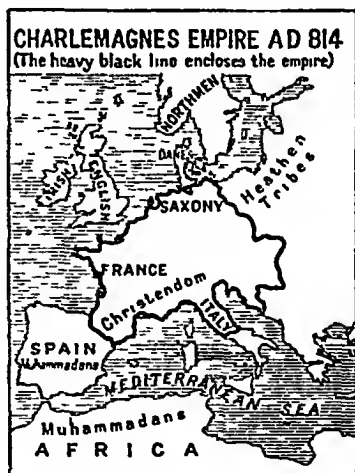 CHARLEMAGNES EMPIRE AD 814
(The heavy black line encloses the empire)
NORTHMEN
DANES
IRISH
ENGLISH
Heathen
Tribes
SAXONY
FRANCE
Christendom
ITALY
SPAIN
Muhammadans
MEDITERRANEAN SEA
Muhammadans
AFRICA